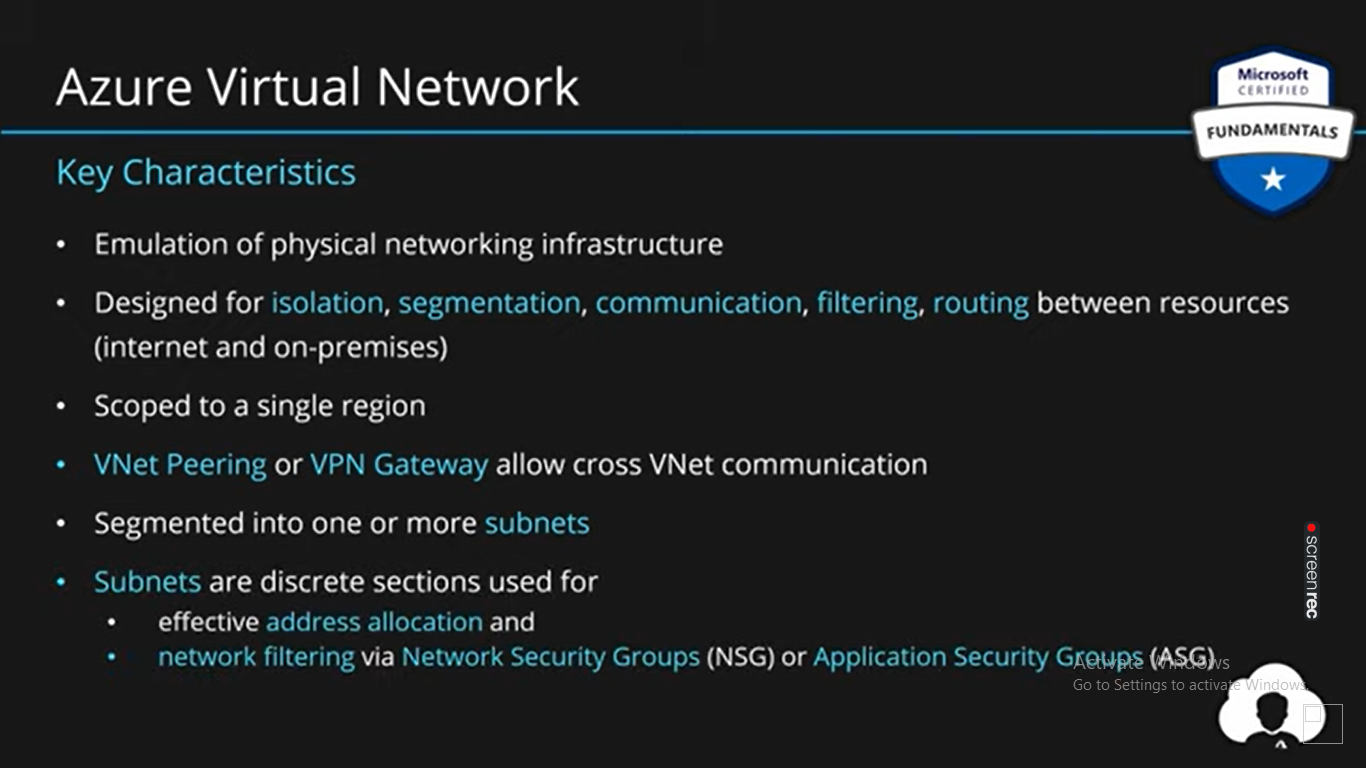 Azure Virtual Network
Microsoft
CERTIFIED
FUNDAMENTALS
Key Characteristics
• Emulation of physical networking infrastructure
• Designed for isolation, segmentation, communication, filtering, routing between resources
(internet and on-premises)
• Scoped to a single region
• VNet Peering or VPN Gateway allow cross VNet communication
• Segmented into one or more subnets
• Subnets are discrete sections used for
• effective address allocation and
• network filtering via Network Security Groups (NSG) or Application Security Groups (ASG)
screenrec
Activate Windows
Go to Settings to activate Windows.